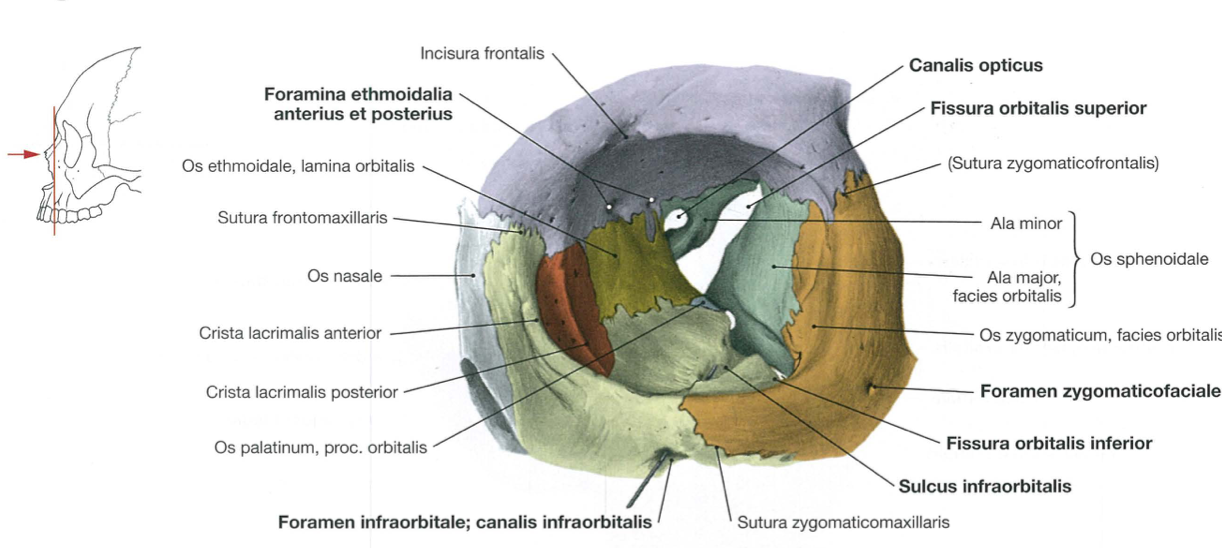 Incisura frontalis
Foramina ethmoidalia
anterius et posterius
Os ethmoidale, lamina orbitalis
Sutura frontomaxillaris
Os nasale
Crista lacrimalis anterior
Crista lacrimalis posterior
Os palatinum, proc. orbitalis
Foramen infraorbitale; canalis infraorbitalis
Canalis opticus
Fissura orbitalis superior
(Sutura zygomaticofrontalis)
Ala minor
Ala major,
facies orbitalis
Os sphenoidale
Os zygomaticum, facies orbitalis
Foramen zygomaticofaciale
Fissura orbitalis inferior
Sulcus infraorbitalis
Sutura zygomaticomaxillaris